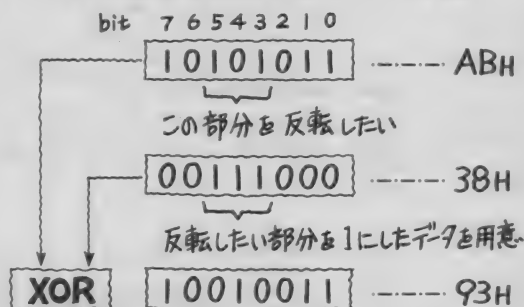 bit 7 6 5 4 3 2 1 0
10101011 ABH
この部分を反転したい
00111000 38H
反転したい部分を1にしたデータを用意
XOR 10010011 93H